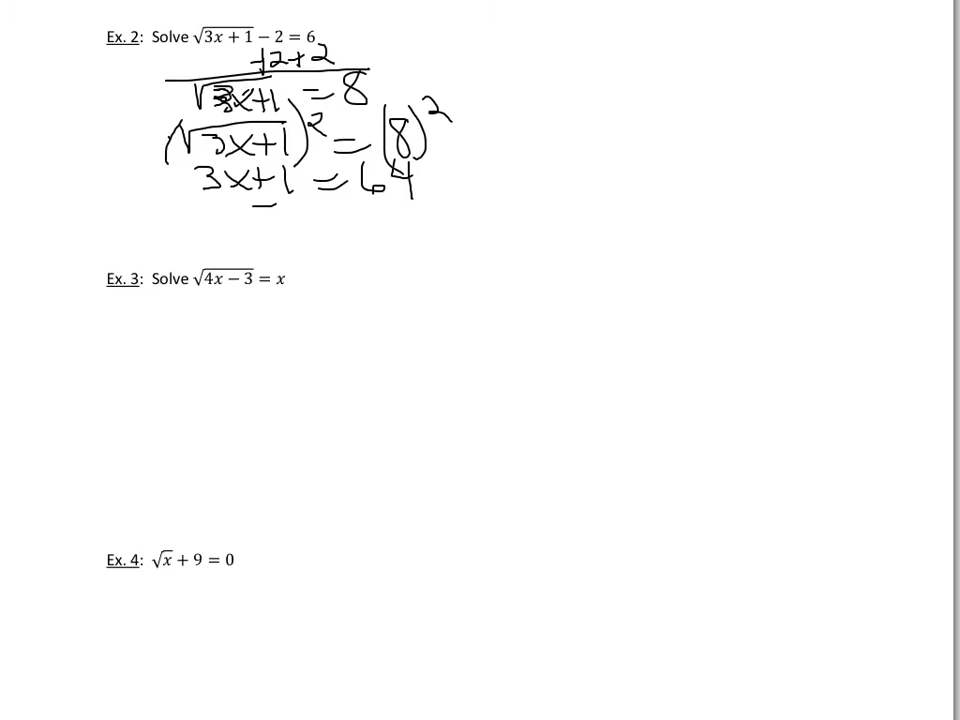 Ex. 2: Solve √3x + 1 − 2 = 6
+2 +2
√3x+1 = 8
(√3x+1)² = (8)²
3x+1 = 64
−
Ex. 3: Solve √4x − 3 = x
Ex. 4: √x + 9 = 0